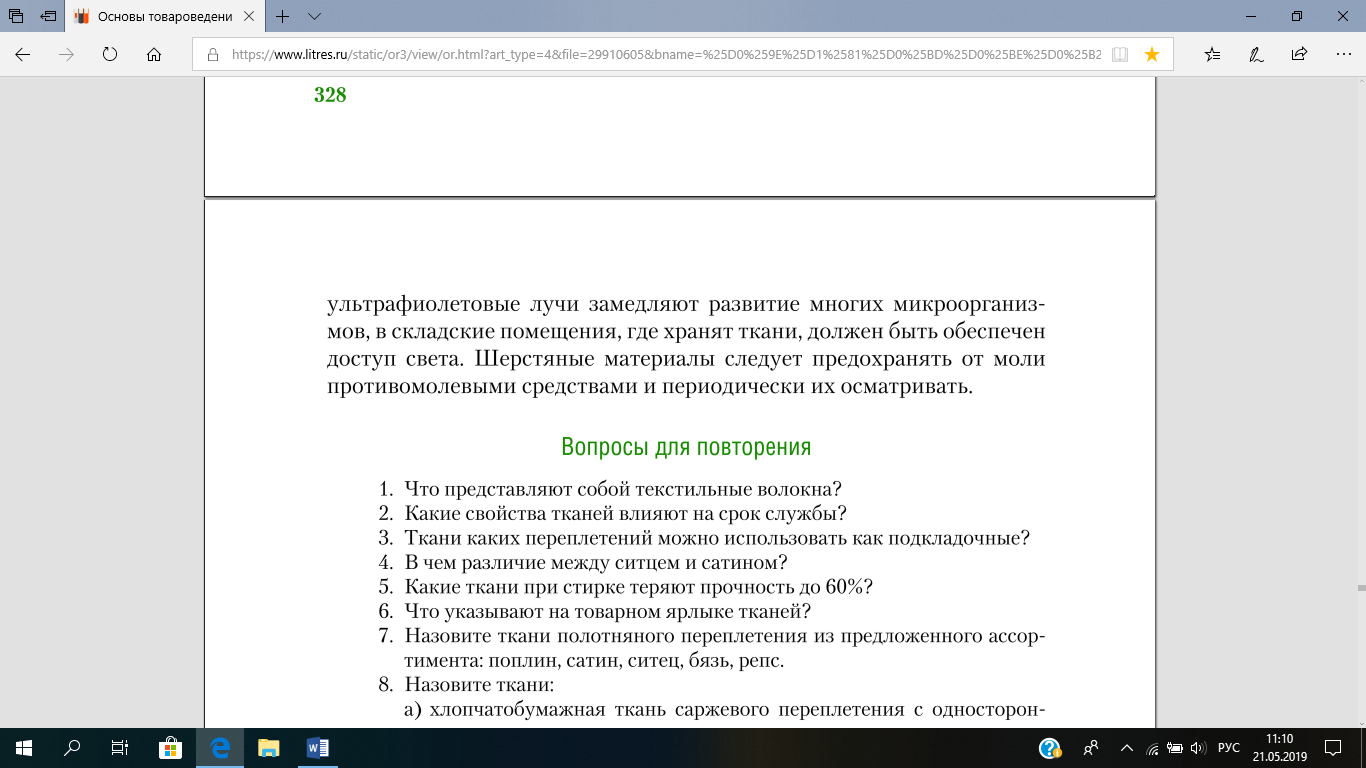 Основы товароведени
https://www.litres.ru/static/or3/view/or.html?art_type=4&file=29910605&bname=%25D0%259E%25D1%2581%25D0%25BD%25D0%25BE%25D0%25B2
328
ультрафиолетовые лучи замедляют развитие многих микроорганиз-
мов, в складские помещения, где хранят ткани, должен быть обеспечен
доступ света. Шерстяные материалы следует предохранять от моли
противомолевыми средствами и периодически их осматривать.
Вопросы для повторения
1. Что представляют собой текстильные волокна?
2. Какие свойства тканей влияют на срок службы?
3. Ткани каких переплетений можно использовать как подкладочные?
4. В чем различие между ситцем и сатином?
5. Какие ткани при стирке теряют прочность до 60%?
6. Что указывают на товарном ярлыке тканей?
7. Назовите ткани полотняного переплетения из предложенного ассор-
тимента: поплин, сатин, ситец, бязь, репс.
8. Назовите ткани:
а) хлопчатобумажная ткань саржевого переплетения с односторон-
РУС
11:10
21.05.2019